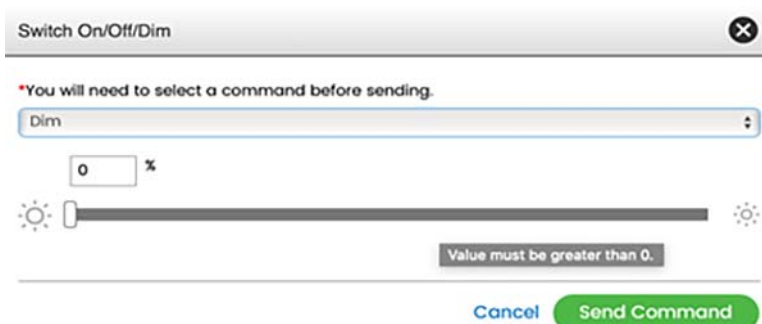 Switch On/Off/Dim
*You will need to select a command before sending.
Dim
0 %
Value must be greater than 0.
Cancel Send Command